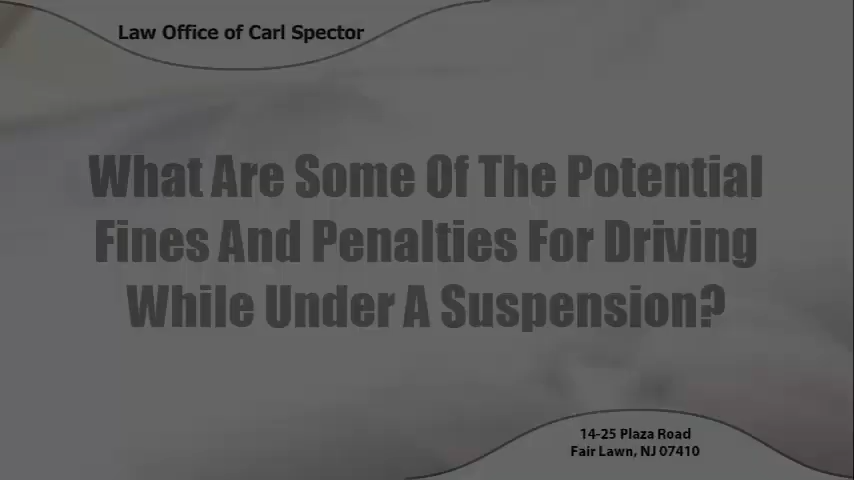 Law Office of Carl Spector
What Are Some Of The Potential
Fines And Penalties For Driving
While Under A Suspension?
14-25 Plaza Road
Fair Lawn, NJ 07410